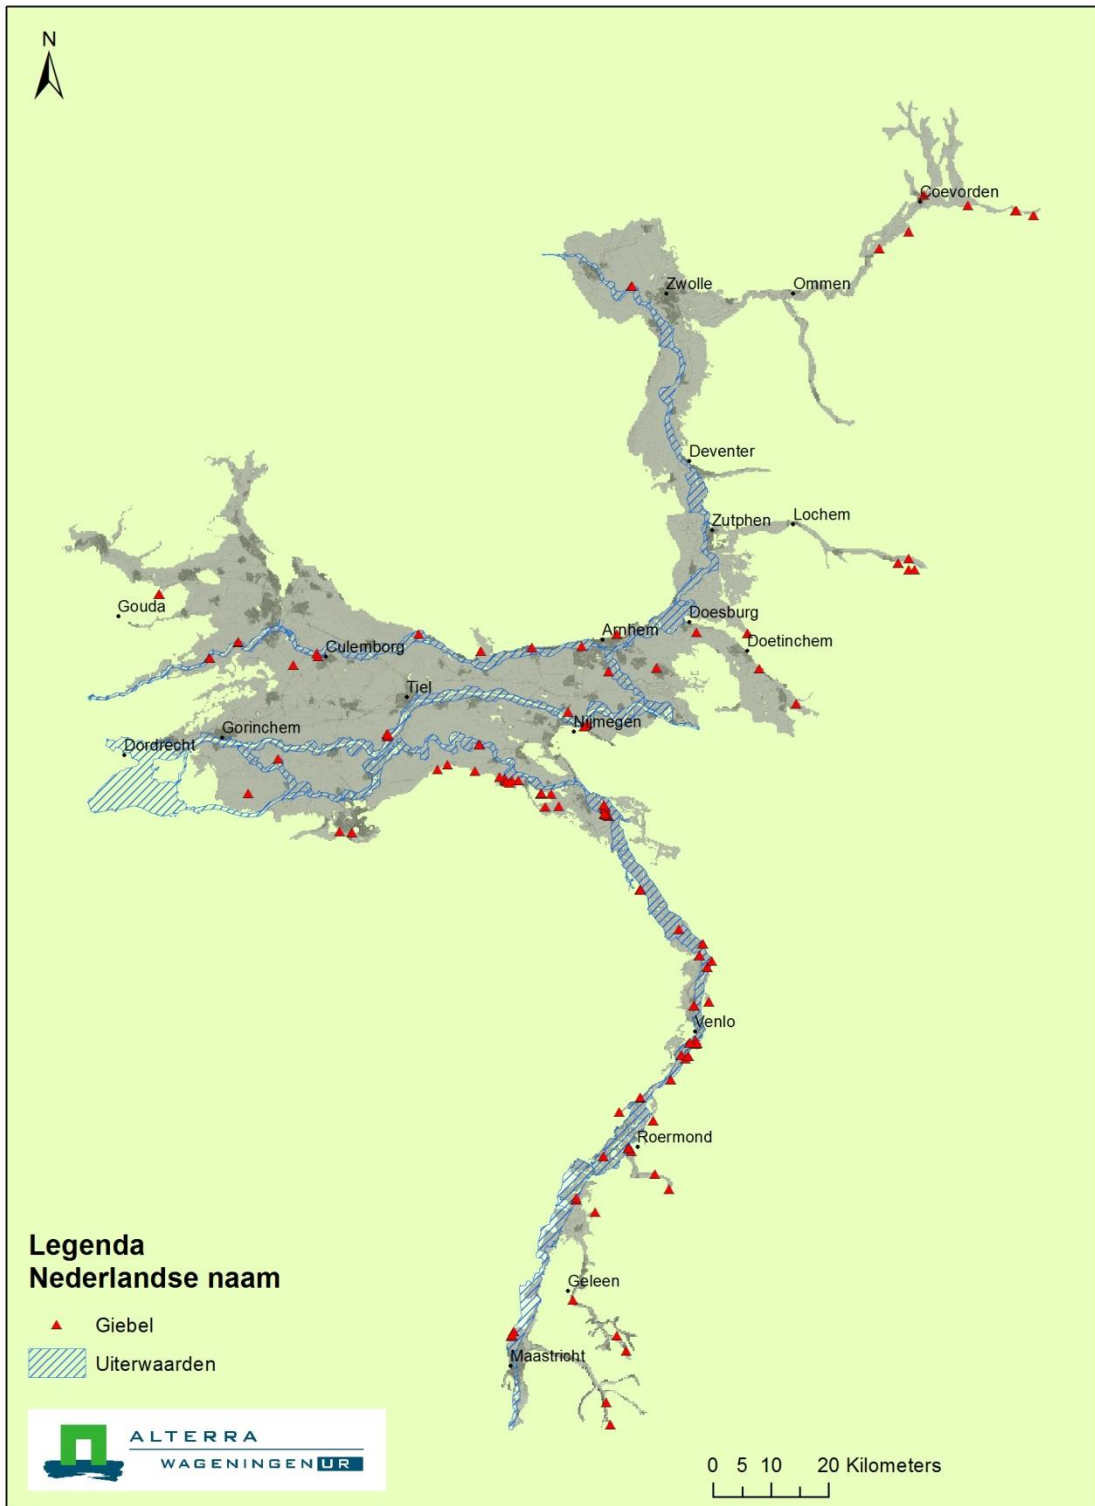 N
Coevorden
Zwolle
Ommen
Deventer
Zutphen
Lochem
Gouda
Doesburg
Arnhem
Doetinchem
Culemborg
Tiel
Nijmegen
Gorinchem
Dordrecht
Venlo
Roermond
Geleen
Maastricht
Legenda
Nederlandse naam
Giebel
Uiterwaarden
ALTERRA
WAGENINGEN UR
0 5 10 20 Kilometers